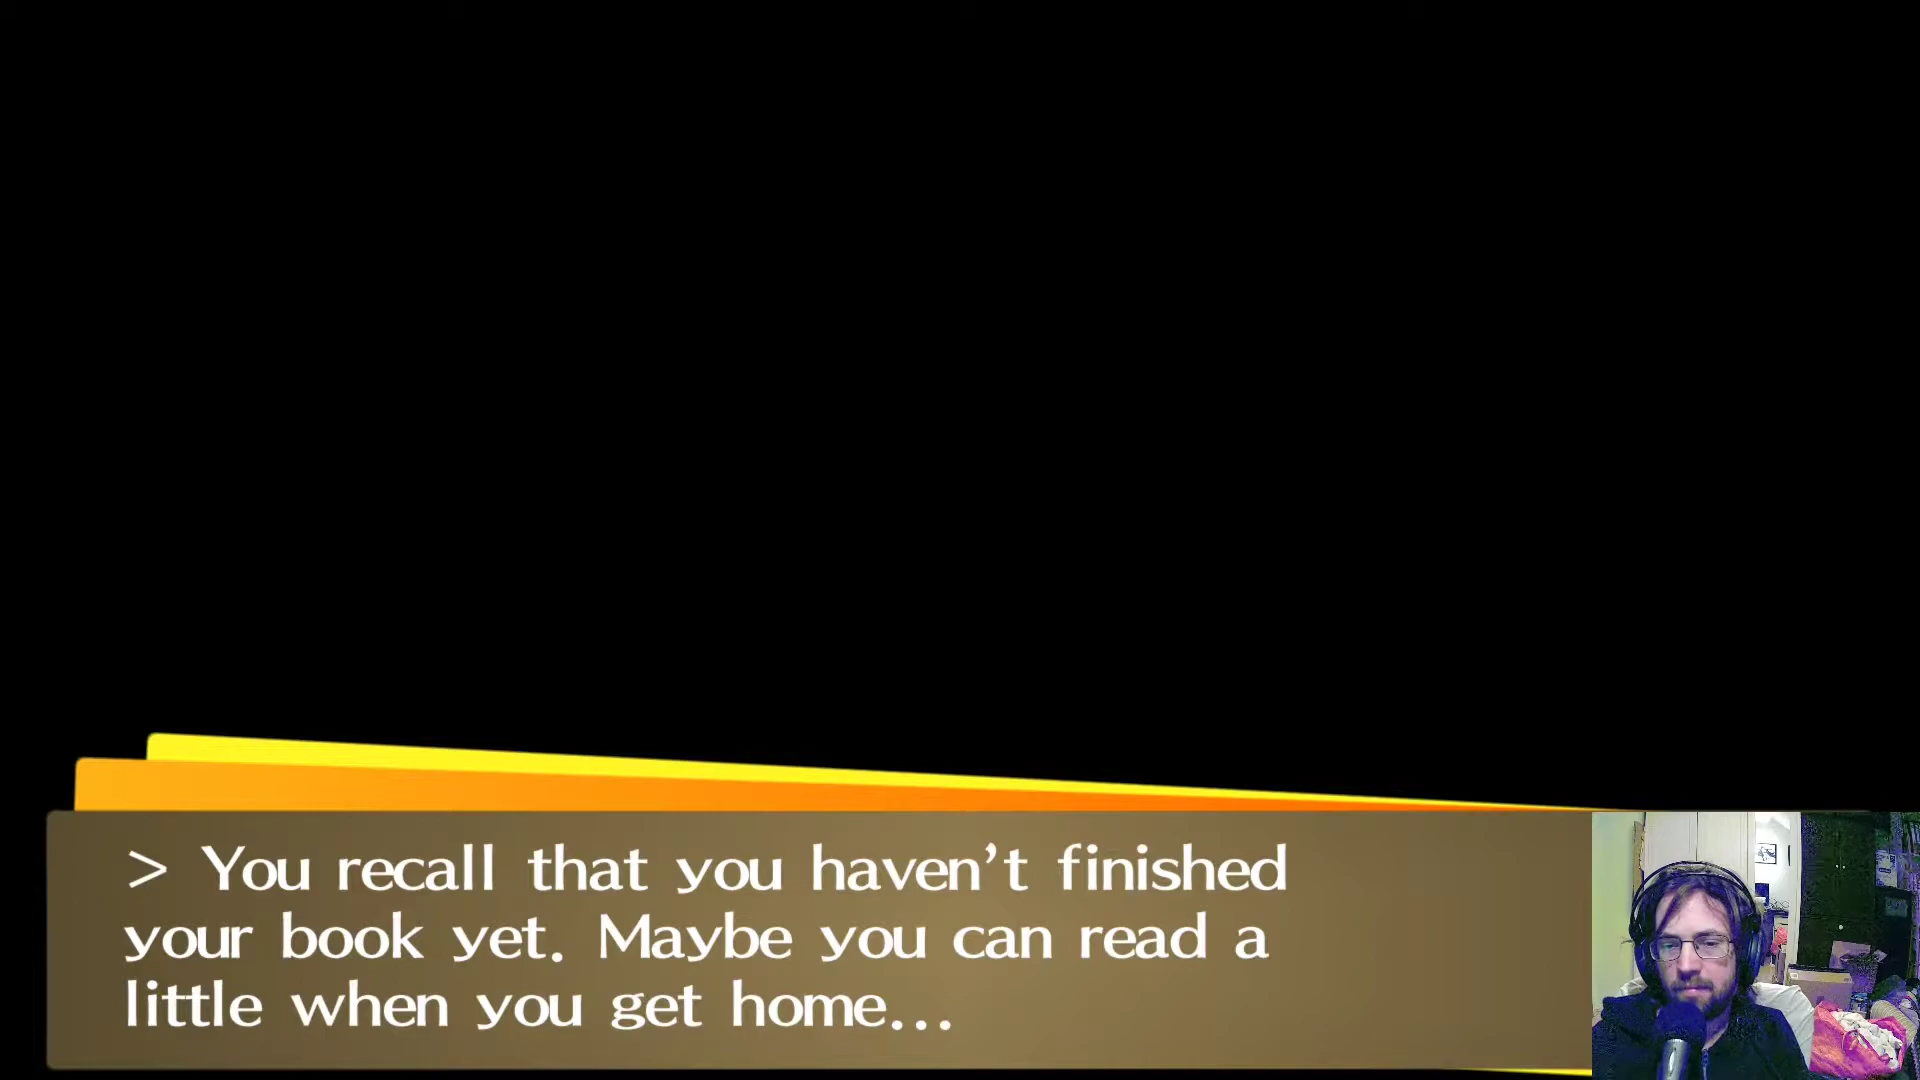 > You recall that you haven't finished
your book yet. Maybe you can read a
little when you get home...